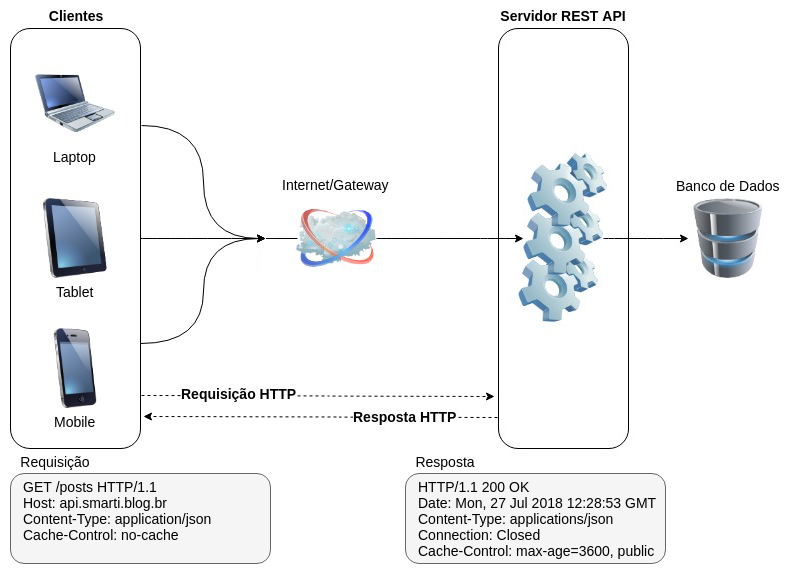 Clientes
Servidor REST API
Laptop
Internet/Gateway
Banco de Dados
Tablet
Mobile
Requisição HTTP
Resposta HTTP
Requisição
GET /posts HTTP/1.1
Host: api.smarti.blog.br
Content-Type: application/json
Cache-Control: no-cache
Resposta
HTTP/1.1 200 OK
Date: Mon, 27 Jul 2018 12:28:53 GMT
Content-Type: applications/json
Connection: Closed
Cache-Control: max-age=3600, public